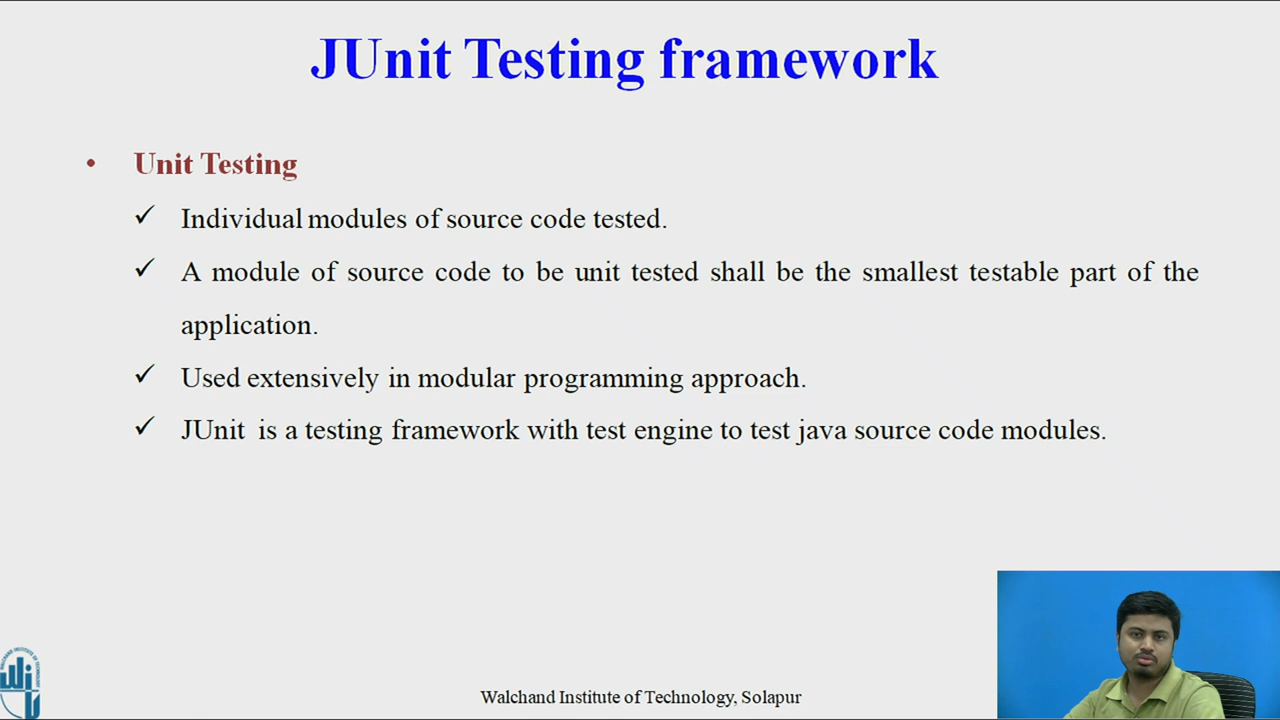 JUnit Testing framework
• Unit Testing
✓ Individual modules of source code tested.
✓ A module of source code to be unit tested shall be the smallest testable part of the
application.
✓ Used extensively in modular programming approach.
✓ JUnit is a testing framework with test engine to test java source code modules.
Walchand Institute of Technology, Solapur